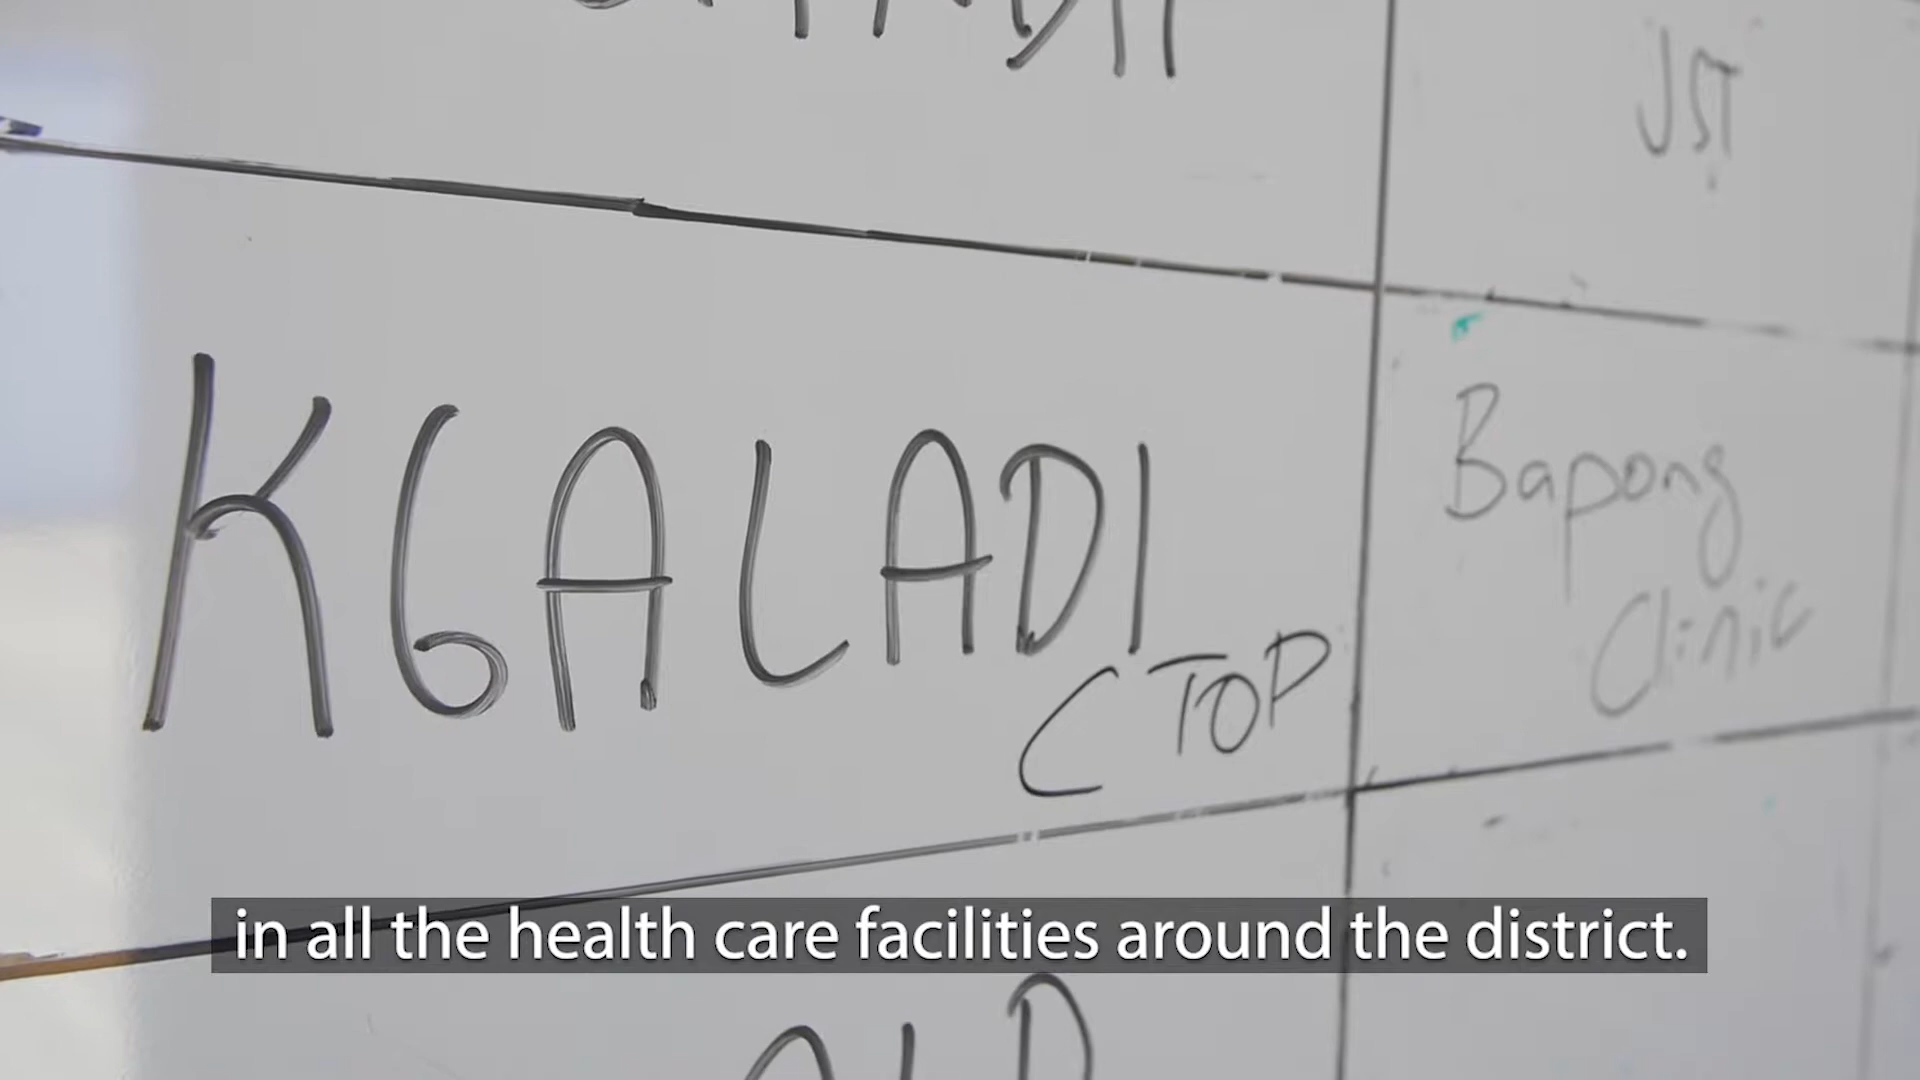 JST
KGALADI
CTOP
Bapong
Clinic
in all the health care facilities around the district.